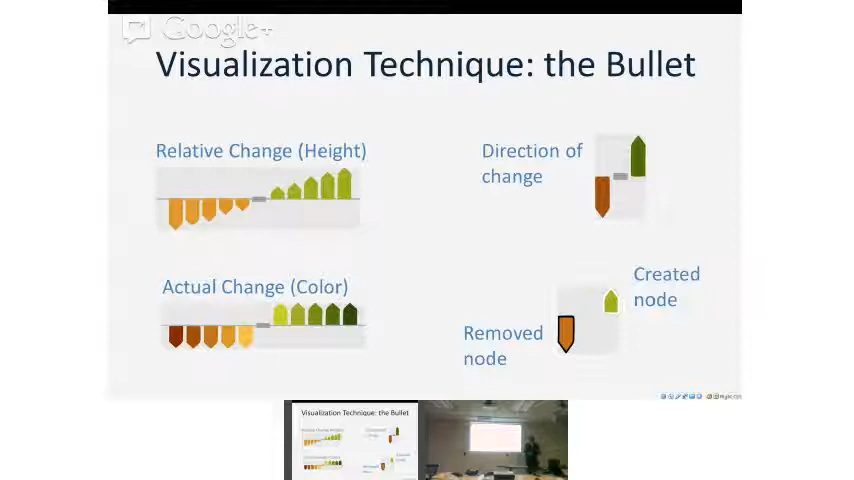 Google+
Visualization Technique: the Bullet
Relative Change (Height)
Direction of
change
Actual Change (Color)
Created
node
Removed
node
Visualization Technique: the Bullet